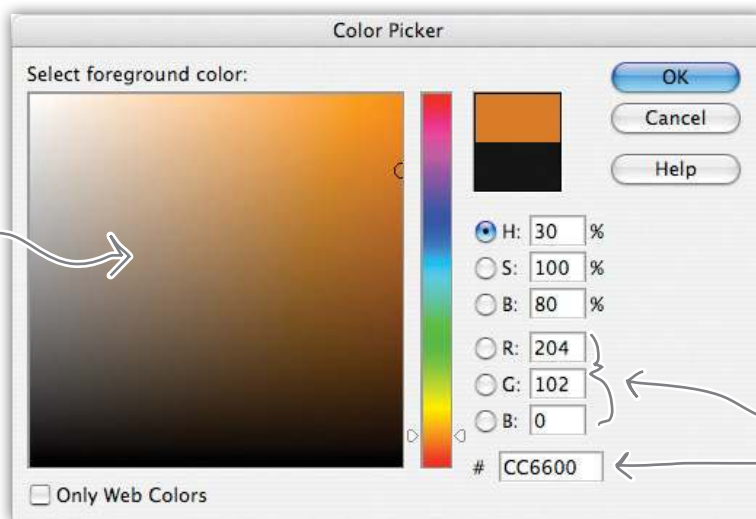 Color Picker
Select foreground color:
OK
Cancel
Help
H: 30 %
S: 100 %
B: 80 %
R: 204
G: 102
B: 0
# CC6600
Only Web Colors